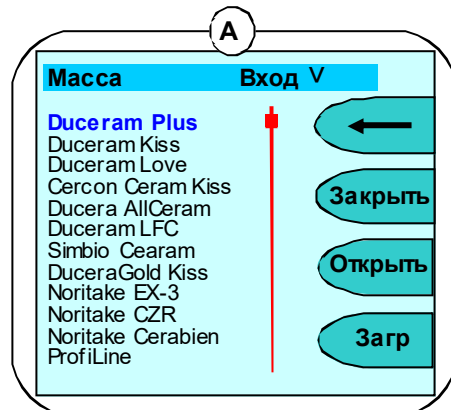 A
Масса Вход V
Duceram Plus
Duceram Kiss
Duceram Love
Cercon Ceram Kiss
Ducera AllCeram
Duceram LFC
Simbio Cearam
DuceraGold Kiss
Noritake EX-3
Noritake CZR
Noritake Cerabien
ProfiLine
Закрыть
Открыть
Загр